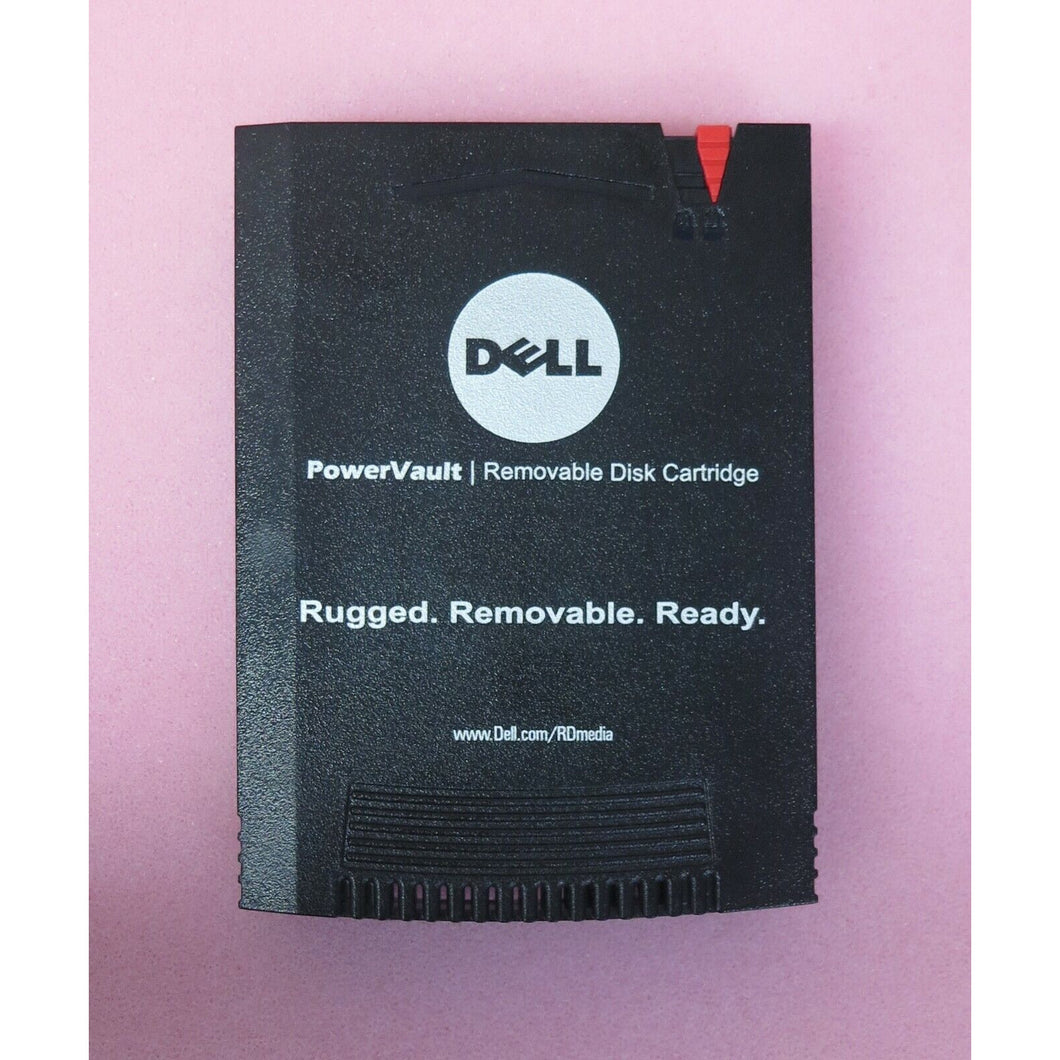 DELL
PowerVault | Removable Disk Cartridge
Rugged. Removable. Ready.
www.Dell.com/RDmedia